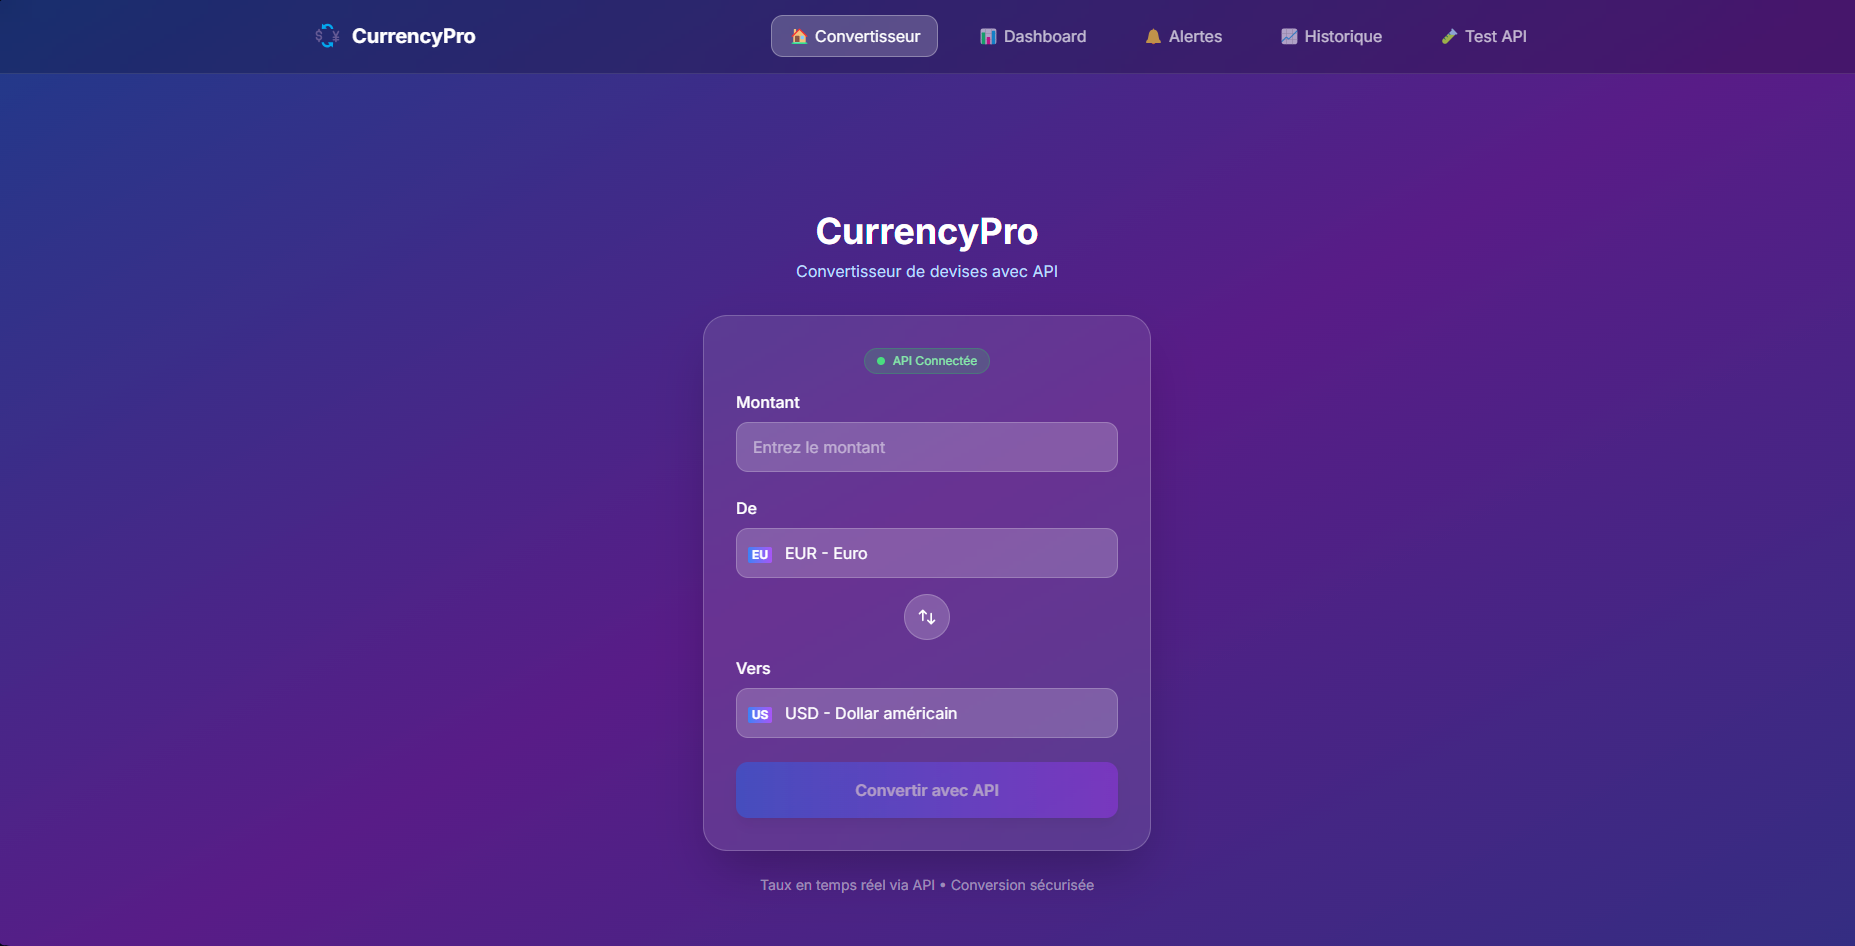 CurrencyPro
Convertisseur
Dashboard
Alertes
Historique
Test API
CurrencyPro
Convertisseur de devises avec API
API Connectée
Montant
Entrez le montant
De
EU EUR - Euro
Vers
US USD - Dollar américain
Convertir avec API
Taux en temps réel via API • Conversion sécurisée